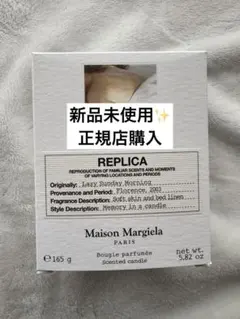 新品未使用✨
正規店購入
REPLICA
REPRODUCTION OF FAMILIAR SCENTS AND MOMENTS
OF VARYING LOCATIONS AND PERIODS
Originally: Lazy Sunday Morning
Provenance and Period: Florence, 2003
Fragrance Description: Soft skin and bed linen
Style Description: Memory in a candle
Maison Margiela
PARIS
Bougie parfumée
Scented candle
℮ 165 g
net wt.
5.82 oz